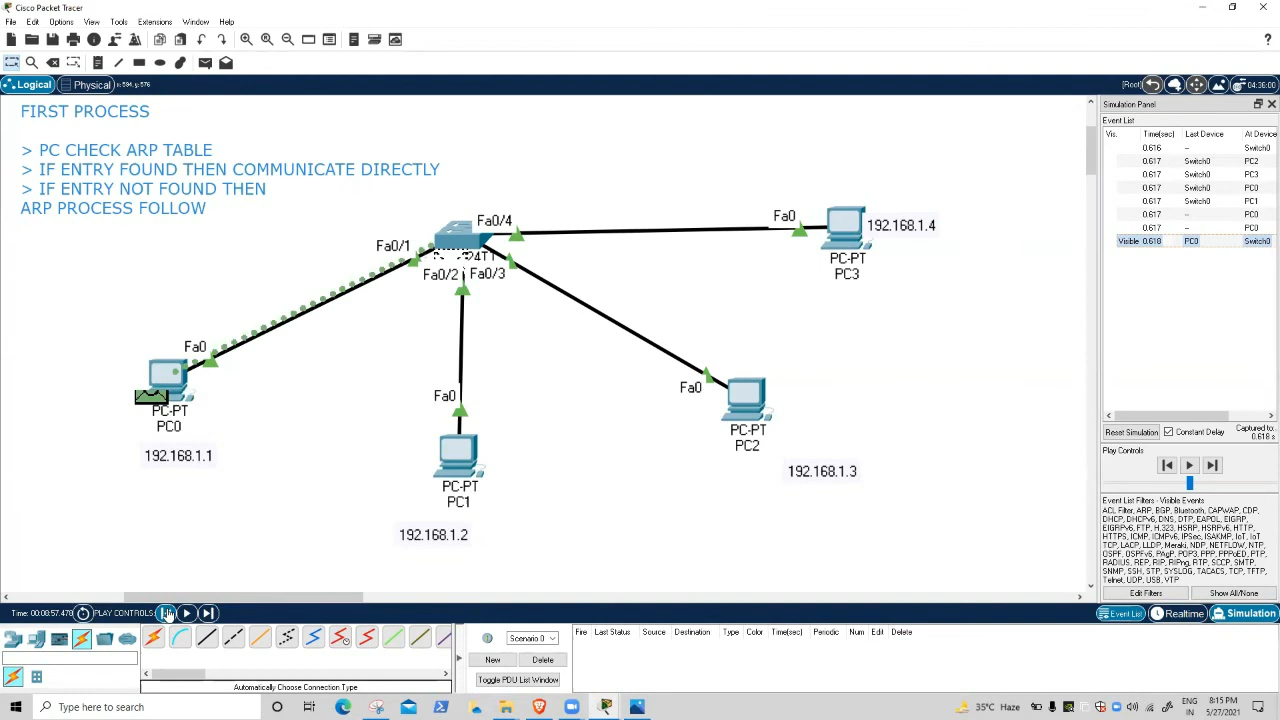 Cisco Packet Tracer
File Edit Options View Tools Extensions Window Help
Logical Physical x: 594, y: 576 [Root] 04:36:00
FIRST PROCESS
> PC CHECK ARP TABLE
> IF ENTRY FOUND THEN COMMUNICATE DIRECTLY
> IF ENTRY NOT FOUND THEN
ARP PROCESS FOLLOW
Fa0/4
Fa0
192.168.1.4
PC-PT
PC3
Fa0/1
24TT
Fa0/2
Fa0/3
Fa0
PC-PT
PC0
192.168.1.1
Fa0
PC-PT
PC1
192.168.1.2
Fa0
PC-PT
PC2
192.168.1.3
Simulation Panel
Event List
Vis. Time(sec) Last Device At Device
0.616 -- Switch0
0.617 Switch0 PC2
0.617 Switch0 PC3
0.617 Switch0 PC0
0.617 Switch0 PC1
0.617 -- PC0
0.617 -- PC0
Visible 0.618 PC0 Switch0
Reset Simulation Constant Delay Captured to:
0.618 s
Play Controls
Event List Filters - Visible Events
ACL Filter, ARP, BGP, Bluetooth, CAPWAP, CDP,
DHCP, DHCPv6, DNS, DTP, EAPOL, EIGRP,
EIGRPv6, FTP, H.323, HSRP, HSRPv6, HTTP,
HTTPS, ICMP, ICMPv6, IPSec, ISAKMP, IoT, IoT
TCP, LACP, LLDP, Meraki, NDP, NETFLOW, NTP,
OSPF, OSPFv6, PAgP, POP3, PPP, PPPoED, PTP,
RADIUS, REP, RIP, RIPng, RTP, SCCP, SMTP,
SNMP, SSH, STP, SYSLOG, TACACS, TCP, TFTP,
Telnet, UDP, USB, VTP
Edit Filters Show All/None
Time: 00:08:57.478 PLAY CONTROLS: Event List Realtime Simulation
Scenario 0
New Delete
Toggle PDU List Window
Fire Last Status Source Destination Type Color Time(sec) Periodic Num Edit Delete
Automatically Choose Connection Type
Type here to search
35°C Haze
ENG
IN
8:15 PM
5/27/2021